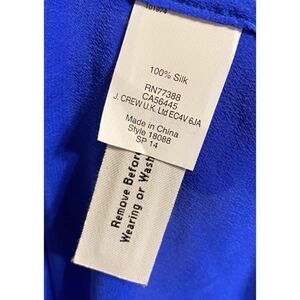 100% Silk
RN77388
CA56445
J. CREW U.K. Ltd EC4V 6JA
Made in China
Style 18088
SP 14
Remove Before
Wearing or Wash